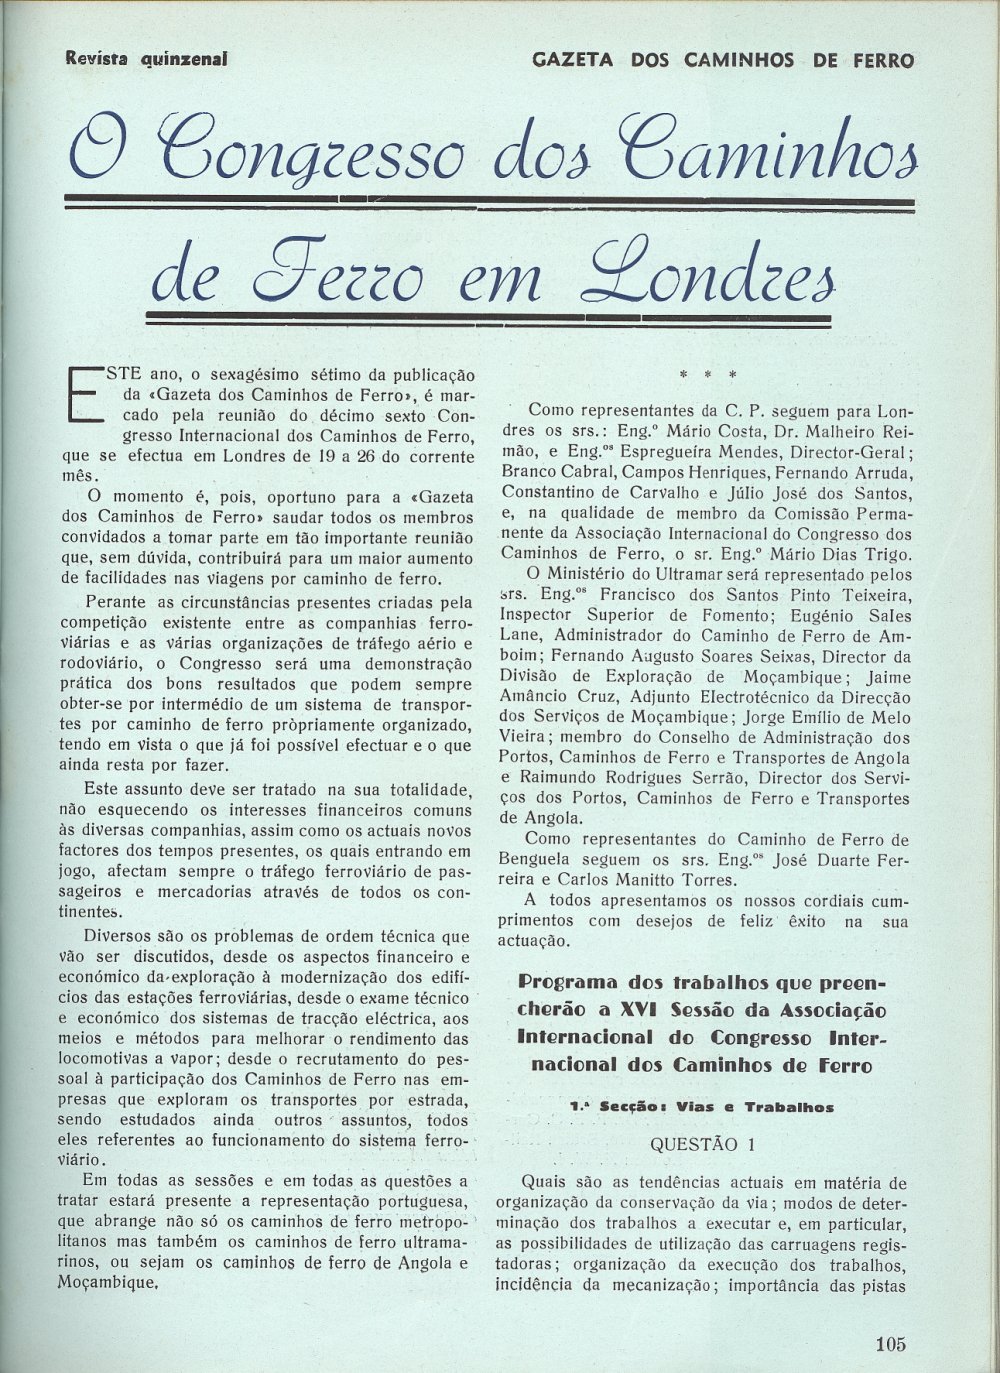 Revista quinzenal
GAZETA DOS CAMINHOS DE FERRO
O Congresso dos Caminhos
de Ferro em Londres
ESTE ano, o sexagésimo sétimo da publicação
da «Gazeta dos Caminhos de Ferro», é mar-
cado pela reunião do décimo sexto Con-
gresso Internacional dos Caminhos de Ferro,
que se efectua em Londres de 19 a 26 do corrente
mês.
O momento é, pois, oportuno para a «Gazeta
dos Caminhos de Ferro» saudar todos os membros
convidados a tomar parte em tão importante reunião
que, sem dúvida, contribuirá para um maior aumento
de facilidades nas viagens por caminho de ferro.
Perante as circunstâncias presentes criadas pela
competição existente entre as companhias ferro-
viárias e as várias organizações de tráfego aério e
rodoviário, o Congresso será uma demonstração
prática dos bons resultados que podem sempre
obter-se por intermédio de um sistema de transpor-
tes por caminho de ferro pròpriamente organizado,
tendo em vista o que já foi possível efectuar e o que
ainda resta por fazer.
Este assunto deve ser tratado na sua totalidade,
não esquecendo os interesses financeiros comuns
às diversas companhias, assim como os actuais novos
factores dos tempos presentes, os quais entrando em
jogo, afectam sempre o tráfego ferroviário de pas-
sageiros e mercadorias através de todos os con-
tinentes.
Diversos são os problemas de ordem técnica que
vão ser discutidos, desde os aspectos financeiro e
económico da exploração à modernização dos edifí-
cios das estações ferroviárias, desde o exame técnico
e económico dos sistemas de tracção eléctrica, aos
meios e métodos para melhorar o rendimento das
locomotivas a vapor; desde o recrutamento do pes-
soal à participação dos Caminhos de Ferro nas em-
presas que exploram os transportes por estrada,
sendo estudados ainda outros assuntos, todos
eles referentes ao funcionamento do sistema ferro-
viário.
Em todas as sessões e em todas as questões a
tratar estará presente a representação portuguesa,
que abrange não só os caminhos de ferro metropo-
litanos mas também os caminhos de ferro ultrama-
rinos, ou sejam os caminhos de ferro de Angola e
Moçambique.
* * *
Como representantes da C. P. seguem para Lon-
dres os srs.: Eng.º Mário Costa, Dr. Malheiro Rei-
mão, e Eng.ºs Espregueira Mendes, Director-Geral;
Branco Cabral, Campos Henriques, Fernando Arruda,
Constantino de Carvalho e Júlio José dos Santos,
e, na qualidade de membro da Comissão Perma-
nente da Associação Internacional do Congresso dos
Caminhos de Ferro, o sr. Eng.º Mário Dias Trigo.
O Ministério do Ultramar será representado pelos
srs. Eng.ºs Francisco dos Santos Pinto Teixeira,
Inspector Superior de Fomento; Eugénio Sales
Lane, Administrador do Caminho de Ferro de Am-
boim; Fernando Augusto Soares Seixas, Director da
Divisão de Exploração de Moçambique; Jaime
Amâncio Cruz, Adjunto Electrotécnico da Direcção
dos Serviços de Moçambique; Jorge Emílio de Melo
Vieira; membro do Conselho de Administração dos
Portos, Caminhos de Ferro e Transportes de Angola
e Raimundo Rodrigues Serrão, Director dos Servi-
ços dos Portos, Caminhos de Ferro e Transportes
de Angola.
Como representantes do Caminho de Ferro de
Benguela seguem os srs. Eng.ºs José Duarte Fer-
reira e Carlos Manitto Torres.
A todos apresentamos os nossos cordiais cum-
primentos com desejos de feliz êxito na sua
actuação.
Programa dos trabalhos que preen-
cherão a XVI Sessão da Associação
Internacional do Congresso Inter-
nacional dos Caminhos de Ferro
1.ª Secção: Vias e Trabalhos
QUESTÃO 1
Quais são as tendências actuais em matéria de
organização da conservação da via; modos de deter-
minação dos trabalhos a executar e, em particular,
as possibilidades de utilização das carruagens regis-
tadoras; organização da execução dos trabalhos,
incidência da mecanização; importância das pistas
105